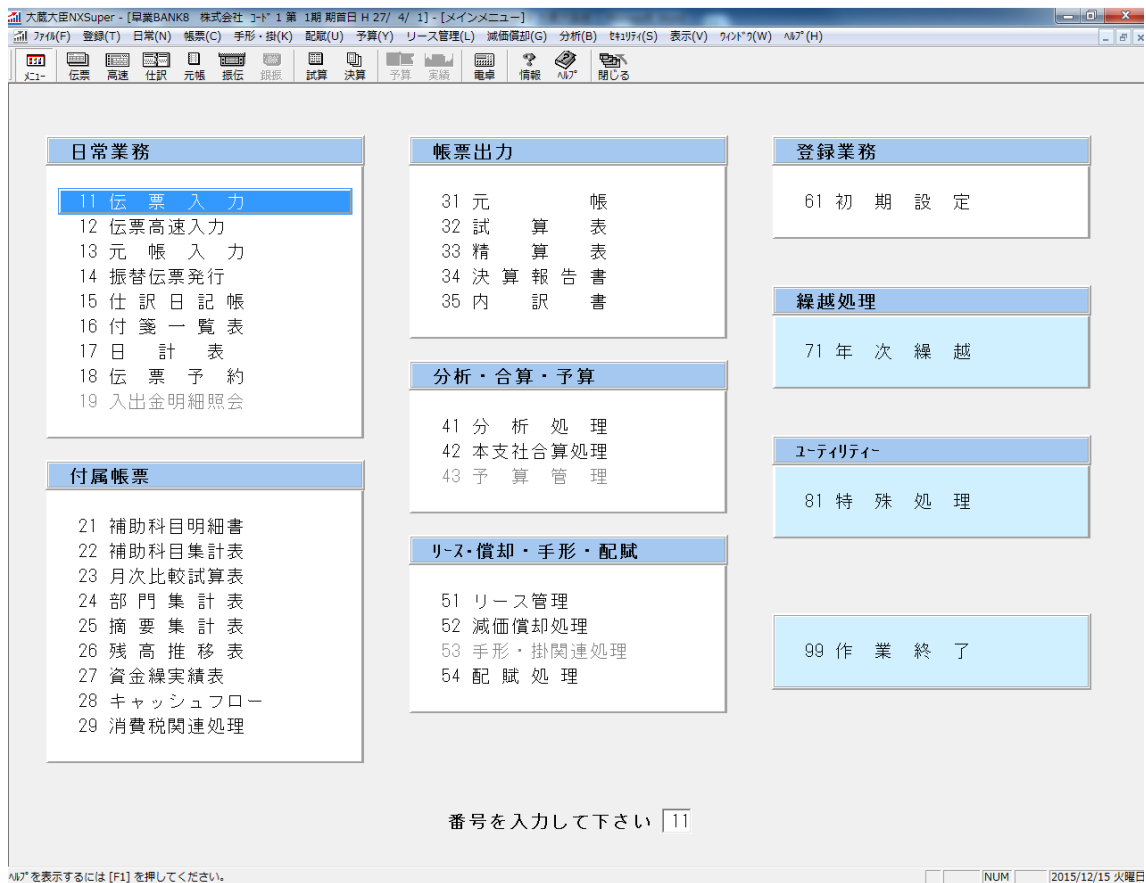 大蔵大臣NXSuper - [早業BANK8 株式会社 ｺｰﾄﾞ 1 第 1期 期首日 H 27/ 4/ 1] - [メインメニュー]
ﾌｧｲﾙ(F) 登録(T) 日常(N) 帳票(C) 手形・掛(K) 配賦(U) 予算(Y) リース管理(L) 減価償却(G) 分析(B) ｾｷｭﾘﾃｨ(S) 表示(V) ｳｨﾝﾄﾞｳ(W) ﾍﾙﾌﾟ(H)
ﾒﾆｭｰ 伝票 高速 仕訳 元帳 振伝 銀振 試算 決算 予算 実績 電卓 情報 ﾍﾙﾌﾟ 閉じる
日常業務
11 伝票入力
12 伝票高速入力
13 元帳入力
14 振替伝票発行
15 仕訳日記帳
16 付箋一覧表
17 日計表
18 伝票予約
19 入出金明細照会
付属帳票
21 補助科目明細書
22 補助科目集計表
23 月次比較試算表
24 部門集計表
25 摘要集計表
26 残高推移表
27 資金繰実績表
28 キャッシュフロー
29 消費税関連処理
帳票出力
31 元帳
32 試算表
33 精算表
34 決算報告書
35 内訳書
分析・合算・予算
41 分析処理
42 本支社合算処理
43 予算管理
ﾘｰｽ・償却・手形・配賦
51 リース管理
52 減価償却処理
53 手形・掛関連処理
54 配賦処理
登録業務
61 初期設定
繰越処理
71 年次繰越
ﾕｰﾃｨﾘﾃｨｰ
81 特殊処理
99 作業終了
番号を入力して下さい 11
ﾍﾙﾌﾟを表示するには [F1] を押してください。
NUM
2015/12/15 火曜日